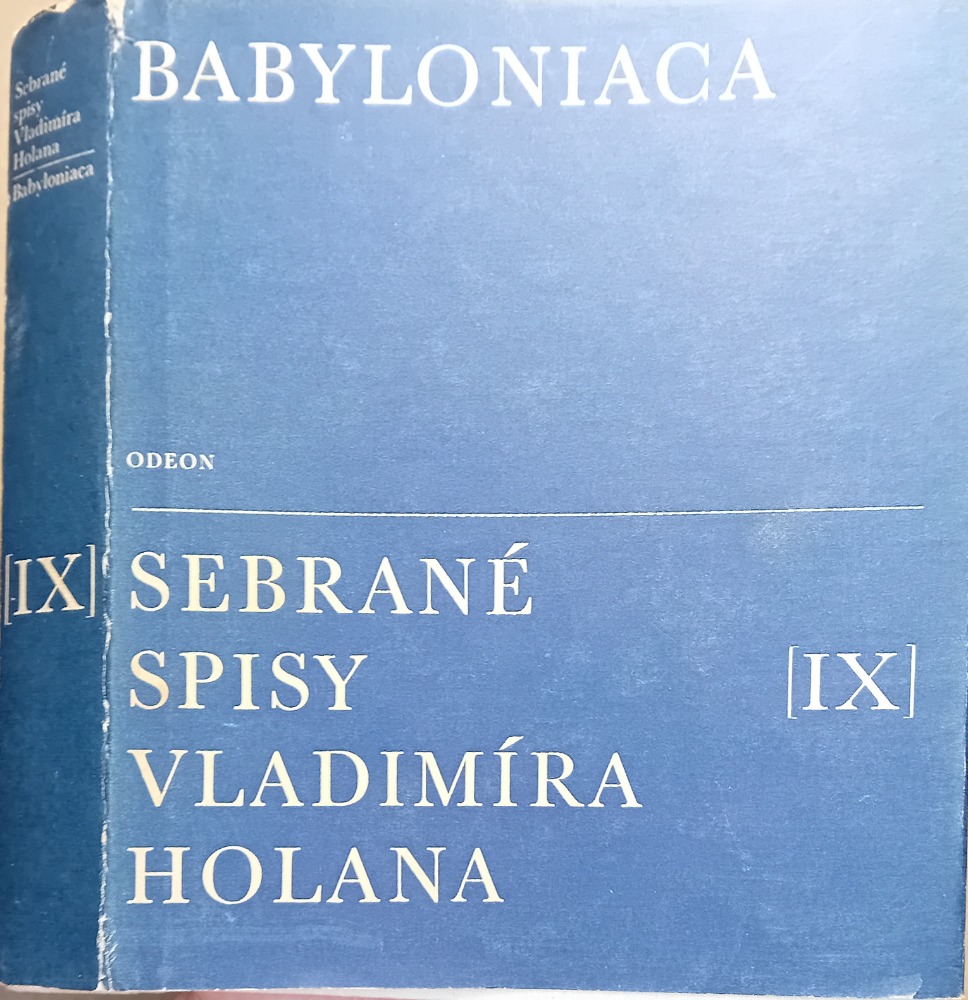 Sebrané
spisy
Vladimíra
Holana
Babyloniaca
[IX]
BABYLONIACA
ODEON
SEBRANÉ
SPISY
[IX]
VLADIMÍRA
HOLANA